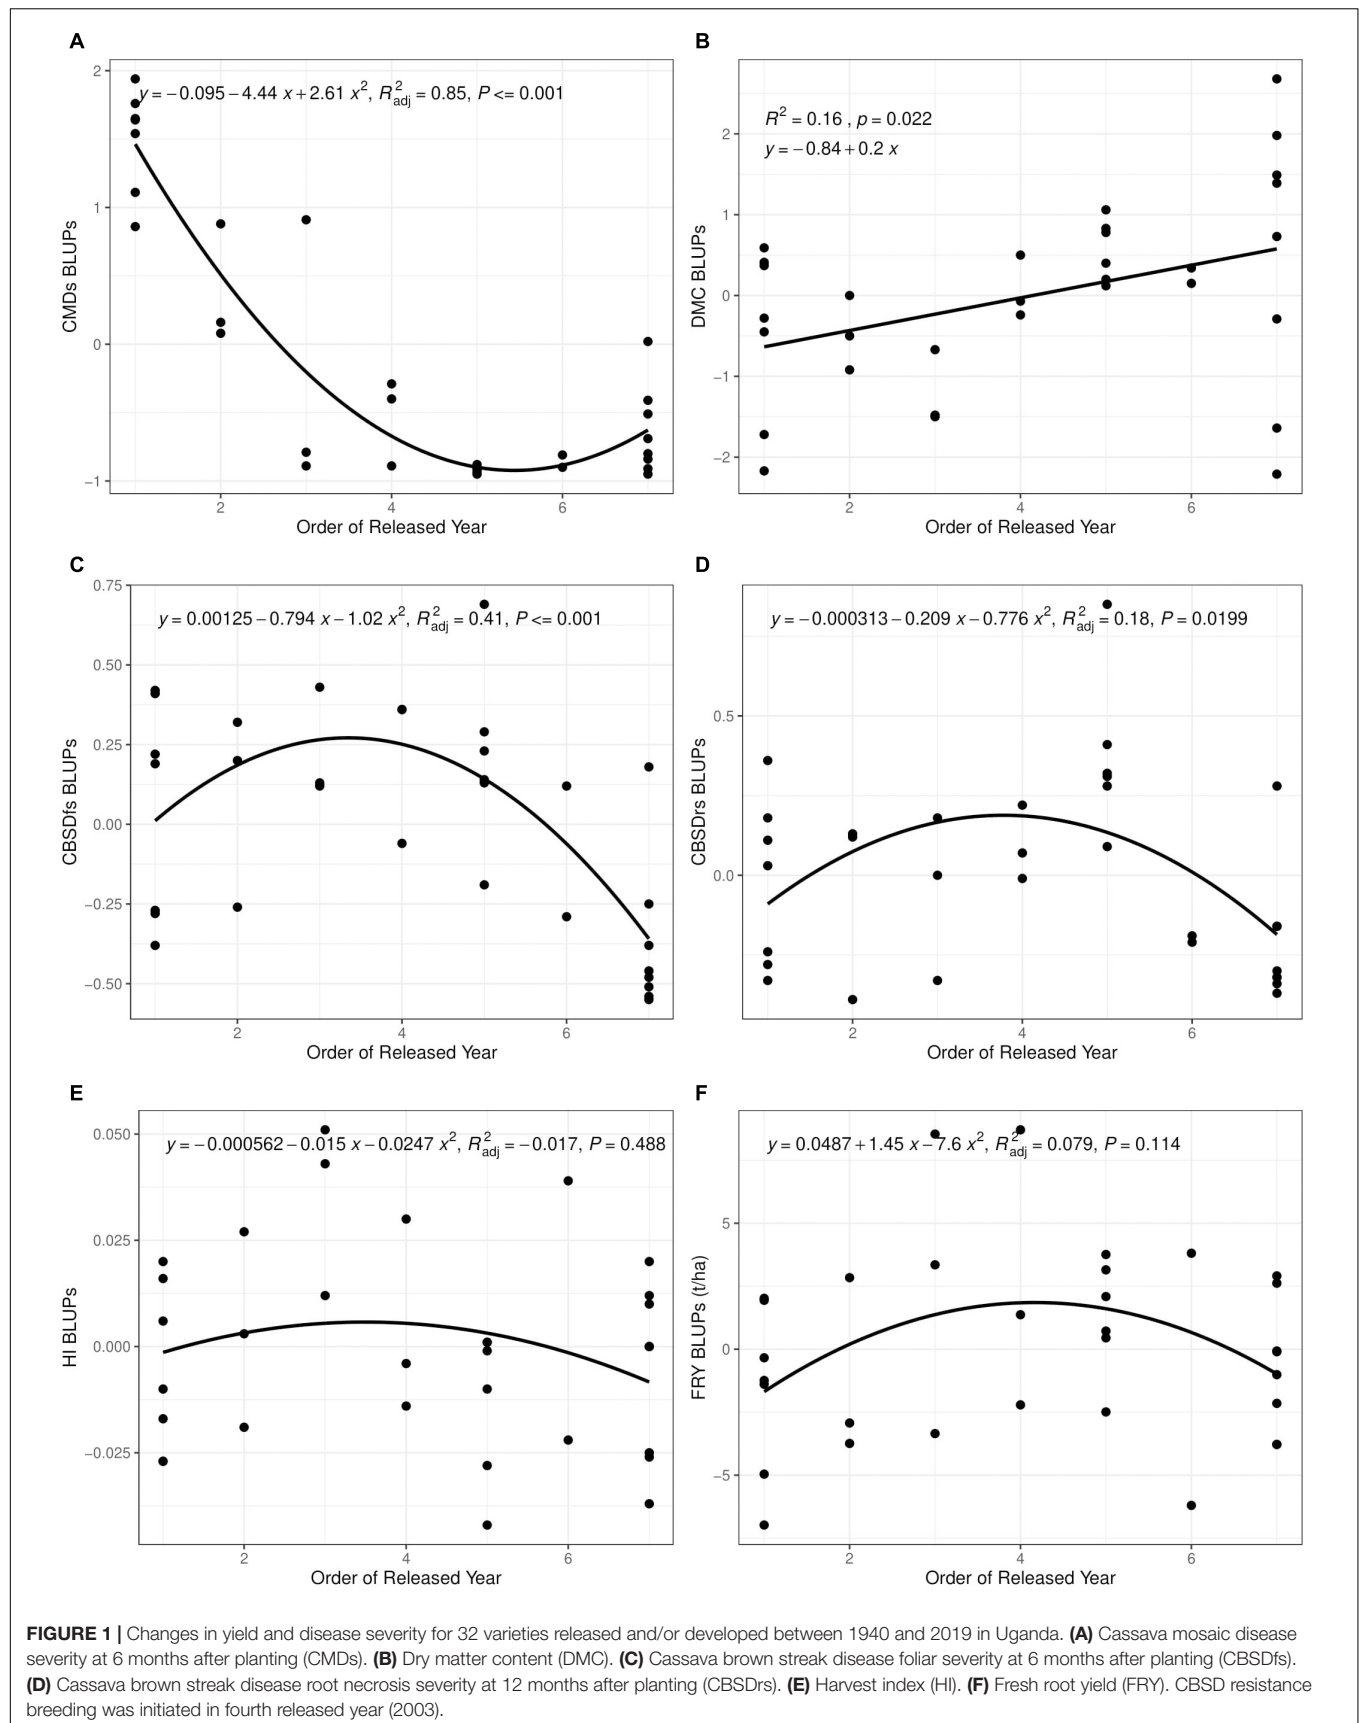 A
y = −0.095 − 4.44 x + 2.61 x², R²adj = 0.85, P <= 0.001
CMDs BLUPs
2
1
0
−1
2 4 6
Order of Released Year
B
R² = 0.16 , p = 0.022
y = −0.84 + 0.2 x
DMC BLUPs
2
1
0
−1
−2
2 4 6
Order of Released Year
C
y = 0.00125 − 0.794 x − 1.02 x², R²adj = 0.41, P <= 0.001
CBSDfs BLUPs
0.75
0.50
0.25
0.00
−0.25
−0.50
2 4 6
Order of Released Year
D
y = −0.000313 − 0.209 x − 0.776 x², R²adj = 0.18, P = 0.0199
CBSDrs BLUPs
0.5
0.0
2 4 6
Order of Released Year
E
y = −0.000562 − 0.015 x − 0.0247 x², R²adj = −0.017, P = 0.488
HI BLUPs
0.050
0.025
0.000
−0.025
2 4 6
Order of Released Year
F
y = 0.0487 + 1.45 x − 7.6 x², R²adj = 0.079, P = 0.114
FRY BLUPs (t/ha)
5
0
−5
2 4 6
Order of Released Year
FIGURE 1 | Changes in yield and disease severity for 32 varieties released and/or developed between 1940 and 2019 in Uganda. (A) Cassava mosaic disease
severity at 6 months after planting (CMDs). (B) Dry matter content (DMC). (C) Cassava brown streak disease foliar severity at 6 months after planting (CBSDfs).
(D) Cassava brown streak disease root necrosis severity at 12 months after planting (CBSDrs). (E) Harvest index (HI). (F) Fresh root yield (FRY). CBSD resistance
breeding was initiated in fourth released year (2003).